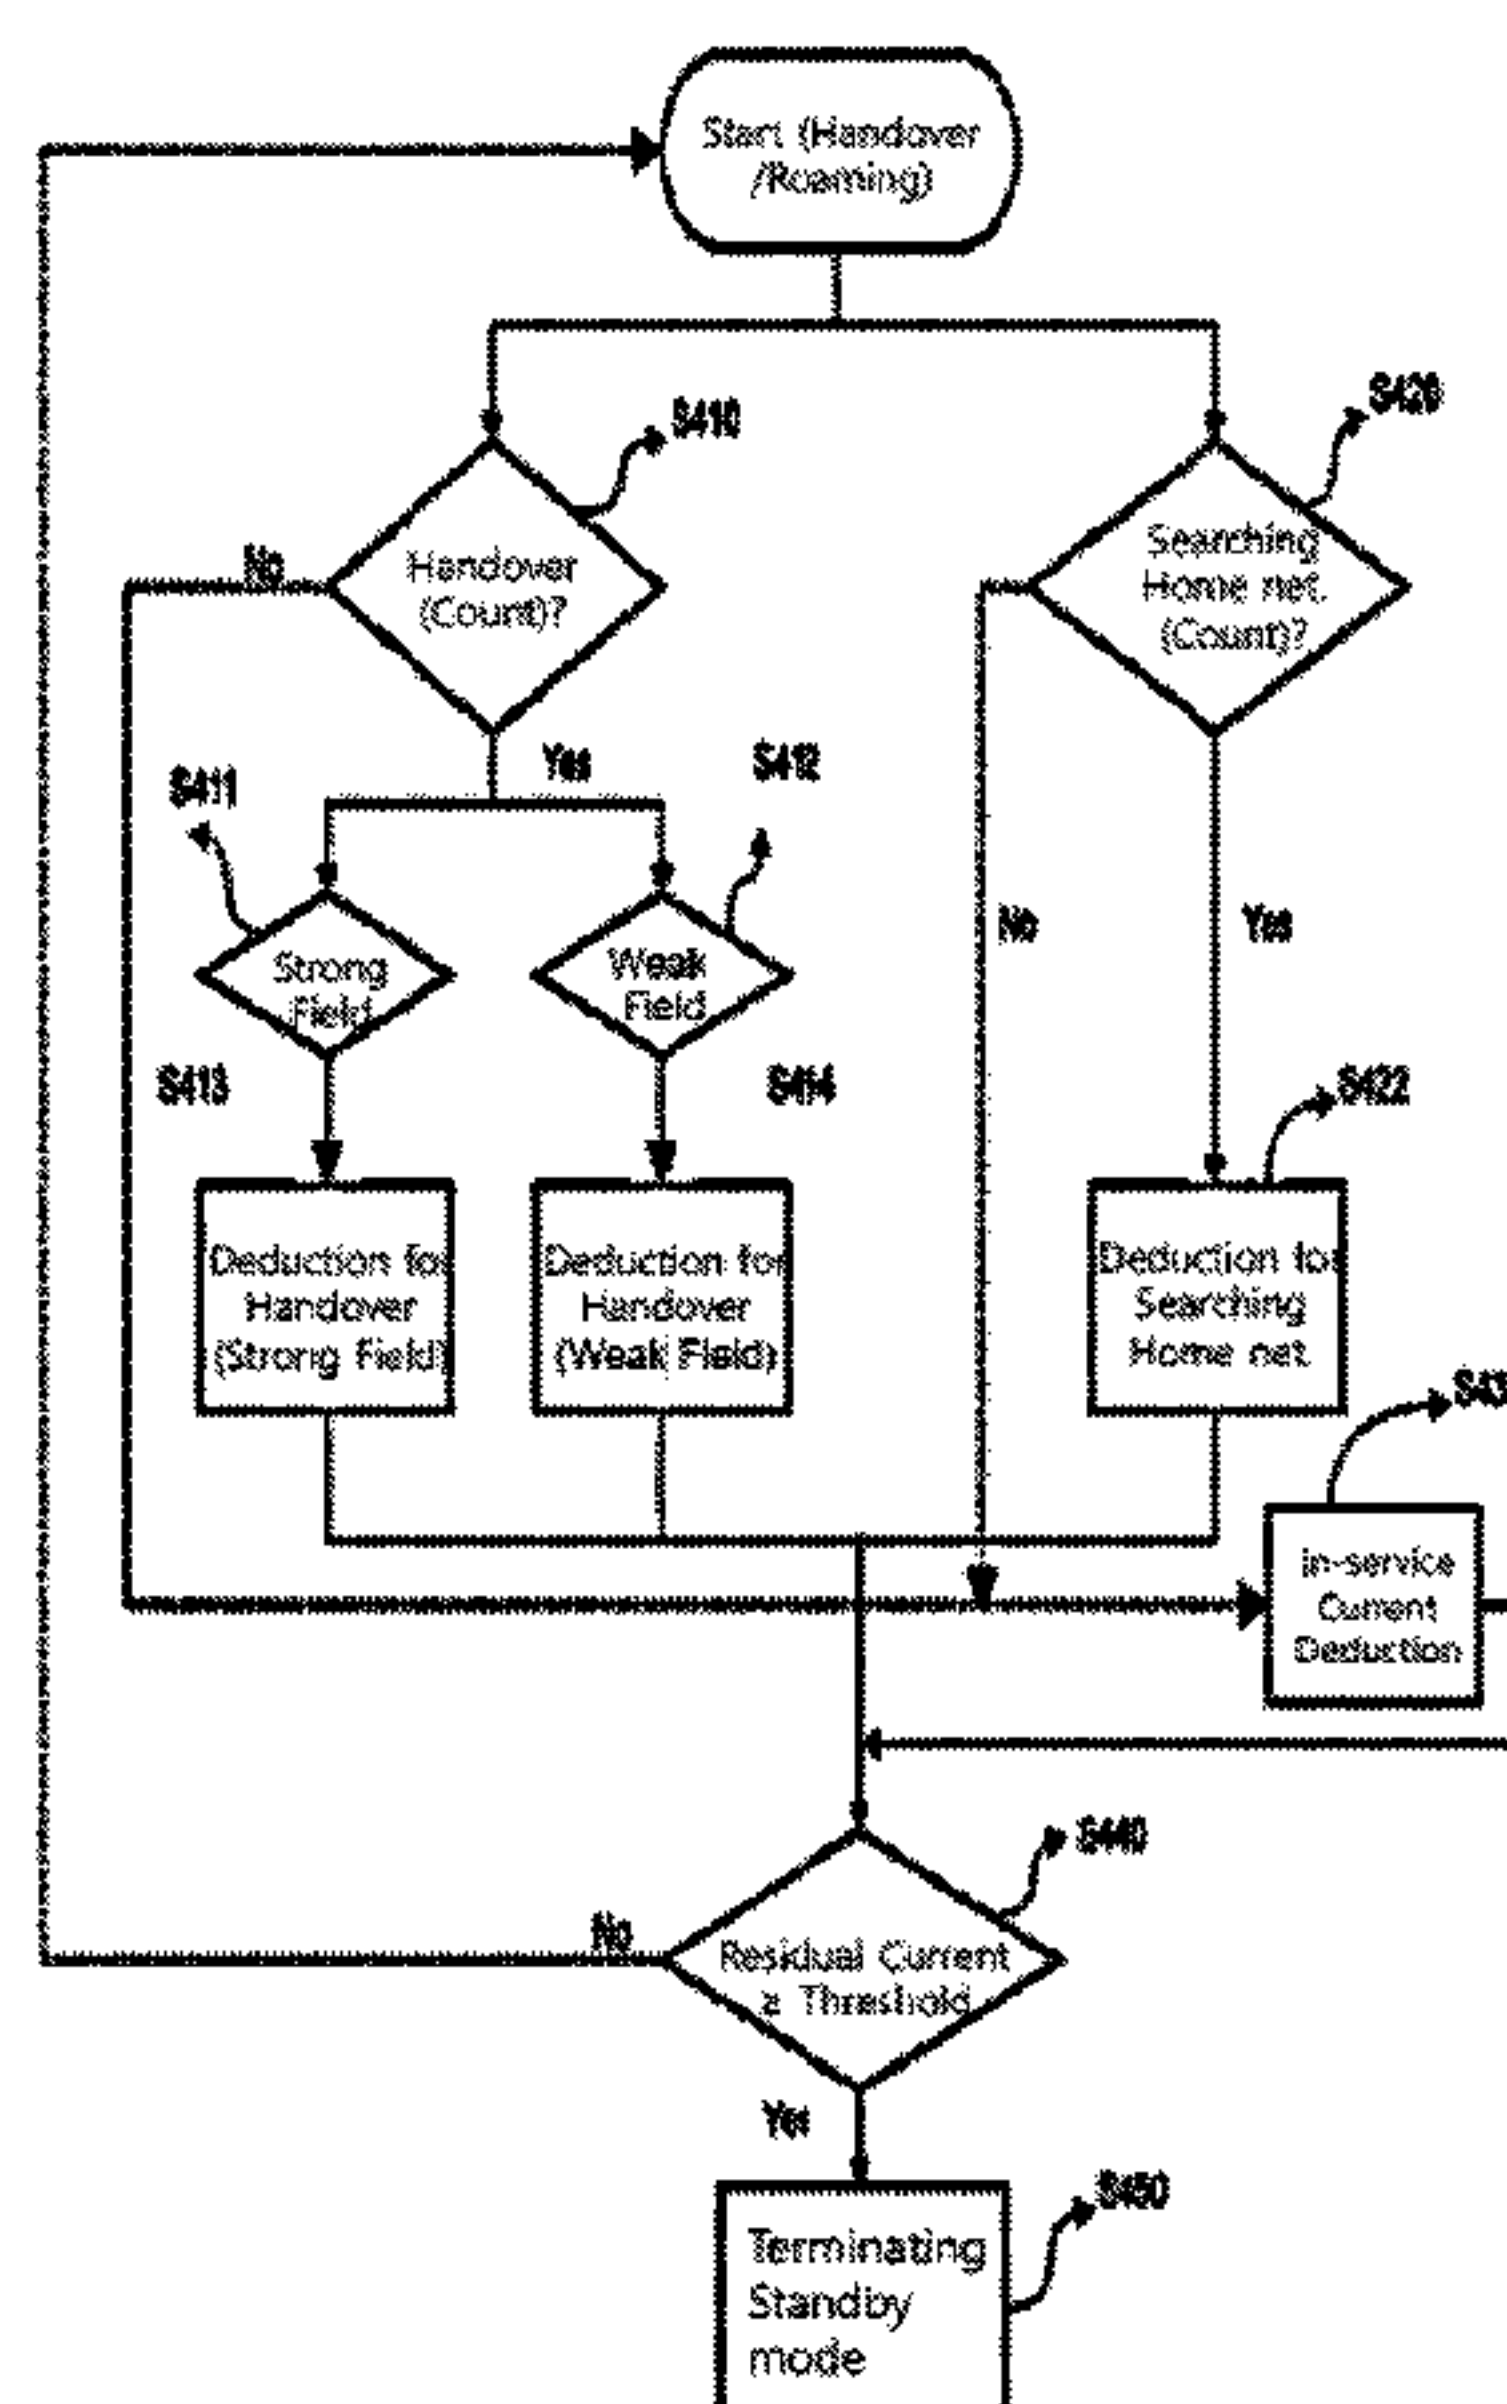 Start (Handover
/Roaming)
S410
S420
No
Handover
(Count)?
Searching
Home net.
(Count)?
Yes
S411
S412
No
Yes
Strong
Field
Weak
Field
S413
S414
S422
Deduction for
Handover
(Strong Field)
Deduction for
Handover
(Weak Field)
Deduction for
Searching
Home net.
in-service
Current
Deduction
S440
No
Residual Current
Threshold
Yes
S450
Terminating
Standby
mode